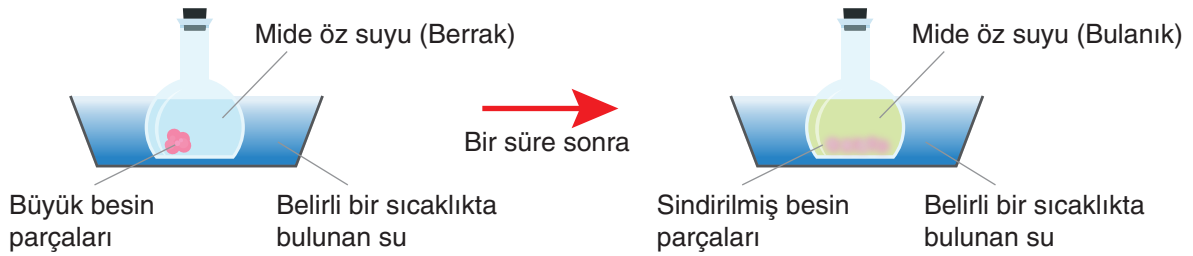 Mide öz suyu (Berrak)
Büyük besin
parçaları
Belirli bir sıcaklıkta
bulunan su
Bir süre sonra
Mide öz suyu (Bulanık)
Sindirilmiş besin
parçaları
Belirli bir sıcaklıkta
bulunan su